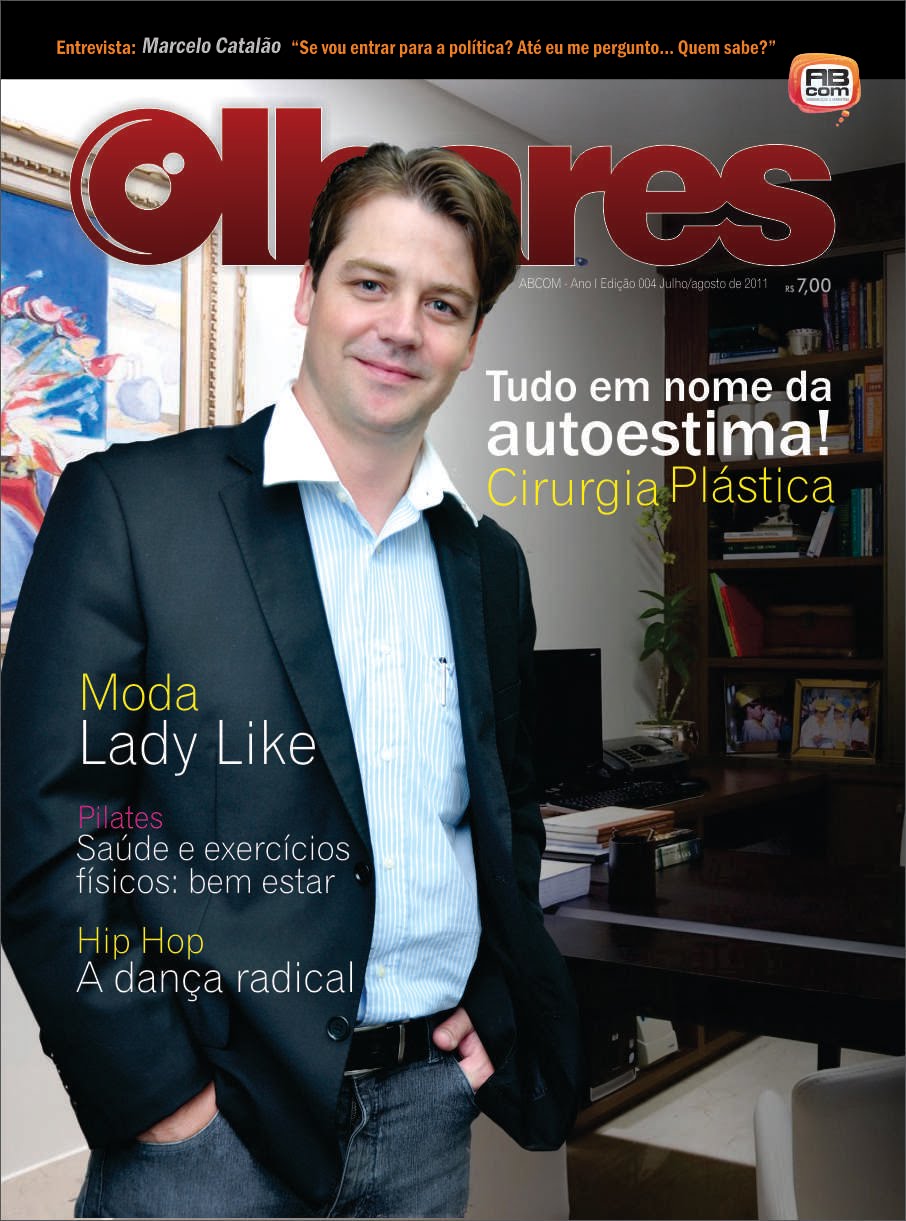 Entrevista: Marcelo Catalão “Se vou entrar para a política? Até eu me pergunto... Quem sabe?”
AB
com
Olhares
ABCOM - Ano I Edição 004 Julho/agosto de 2011 R$ 7,00
Tudo em nome da
autoestima!
Cirurgia Plástica
Moda
Lady Like
Pilates
Saúde e exercícios
físicos: bem estar
Hip Hop
A dança radical